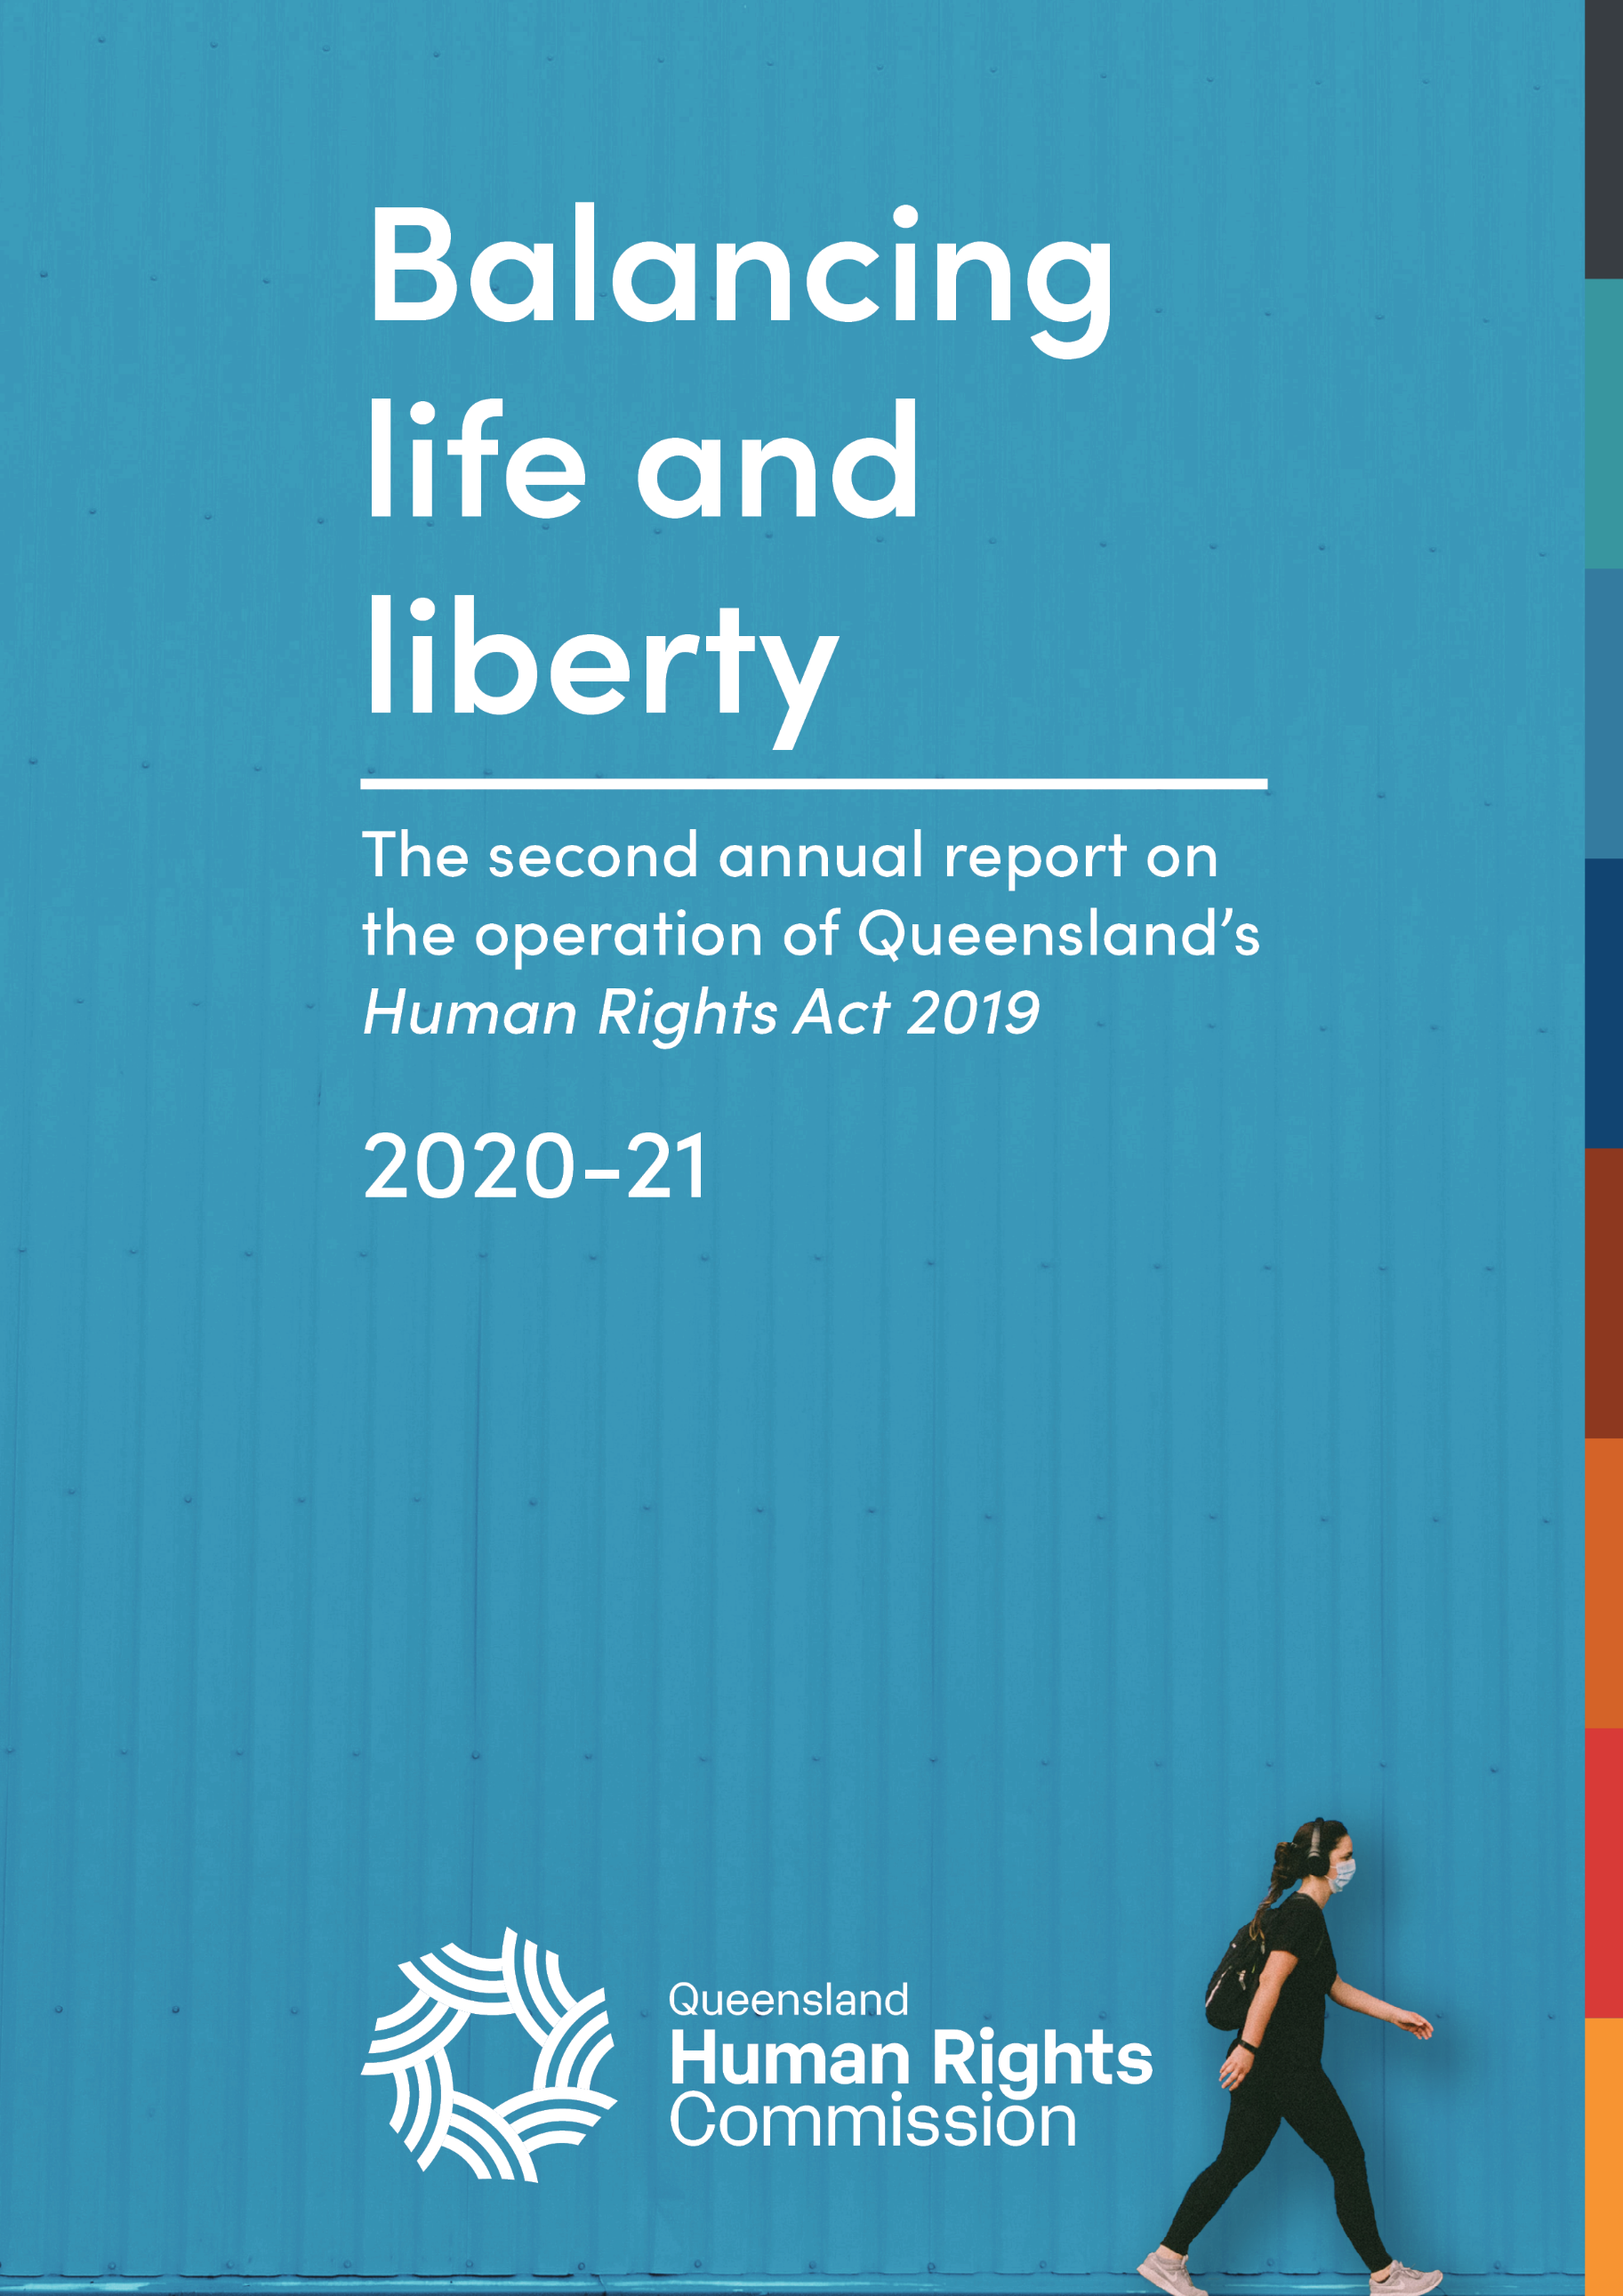 Balancing
life and
liberty
The second annual report on
the operation of Queensland’s
Human Rights Act 2019
2020-21
Queensland
Human Rights
Commission